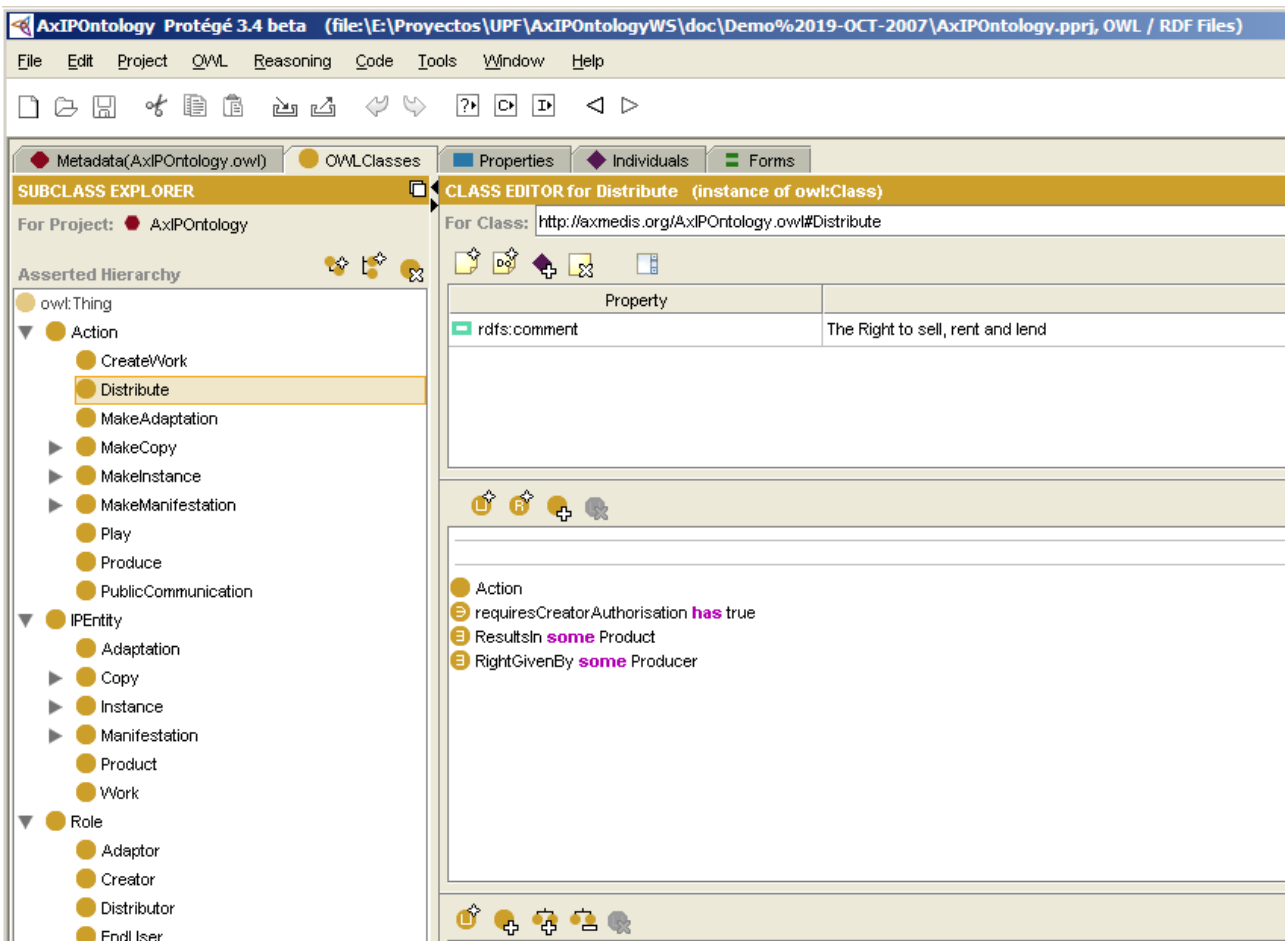 AxIPOntology Protégé 3.4 beta (file:\E:\Proyectos\UPF\AxIPOntologyWS\doc\Demo%2019-OCT-2007\AxIPOntology.pprj, OWL / RDF Files)
File Edit Project OWL Reasoning Code Tools Window Help
Metadata(AxIPOntology.owl) OWLClasses Properties Individuals Forms
SUBCLASS EXPLORER
For Project: AxIPOntology
Asserted Hierarchy
owl:Thing
Action
CreateWork
Distribute
MakeAdaptation
MakeCopy
MakeInstance
MakeManifestation
Play
Produce
PublicCommunication
IPEntity
Adaptation
Copy
Instance
Manifestation
Product
Work
Role
Adaptor
Creator
Distributor
EndUser
CLASS EDITOR for Distribute (instance of owl:Class)
For Class: http://axmedis.org/AxIPOntology.owl#Distribute
Property
rdfs:comment The Right to sell, rent and lend
Action
requiresCreatorAuthorisation has true
ResultsIn some Product
RightGivenBy some Producer